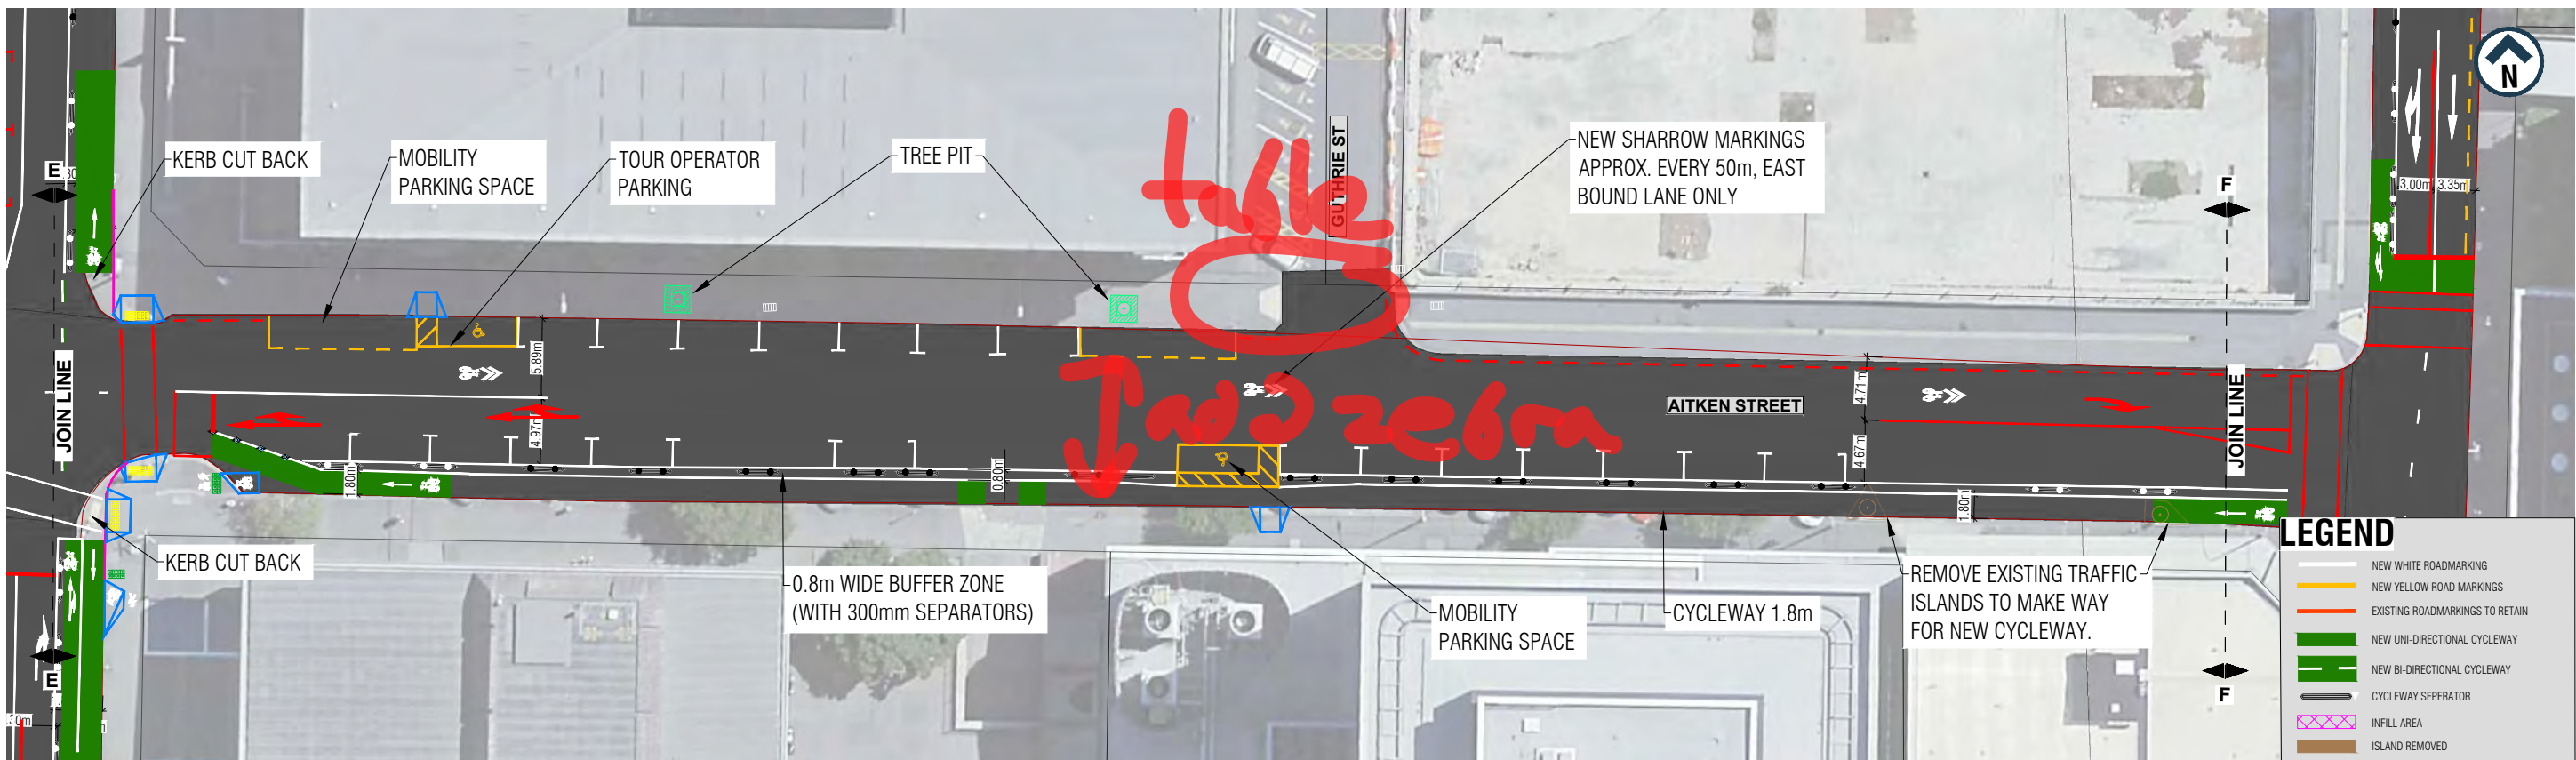 N
E
KERB CUT BACK
MOBILITY
PARKING SPACE
TOUR OPERATOR
PARKING
TREE PIT
table
GUTHRIE ST
NEW SHARROW MARKINGS
APPROX. EVERY 50m, EAST
BOUND LANE ONLY
F
3.00m
3.35m
JOIN LINE
5.89m
4.97m
add zebra
AITKEN STREET
4.71m
4.67m
JOIN LINE
1.80m
0.80m
1.80m
KERB CUT BACK
0.8m WIDE BUFFER ZONE
(WITH 300mm SEPARATORS)
MOBILITY
PARKING SPACE
CYCLEWAY 1.8m
REMOVE EXISTING TRAFFIC
ISLANDS TO MAKE WAY
FOR NEW CYCLEWAY.
E
F
LEGEND
NEW WHITE ROADMARKING
NEW YELLOW ROAD MARKINGS
EXISTING ROADMARKINGS TO RETAIN
NEW UNI-DIRECTIONAL CYCLEWAY
NEW BI-DIRECTIONAL CYCLEWAY
CYCLEWAY SEPERATOR
INFILL AREA
ISLAND REMOVED